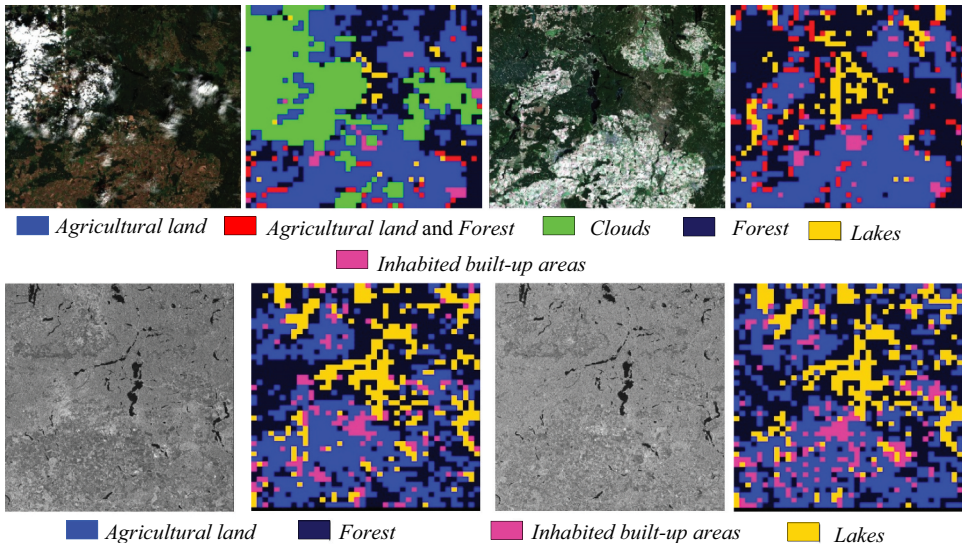 Agricultural land Agricultural land and Forest Clouds Forest Lakes
Inhabited built-up areas
Agricultural land Forest Inhabited built-up areas Lakes